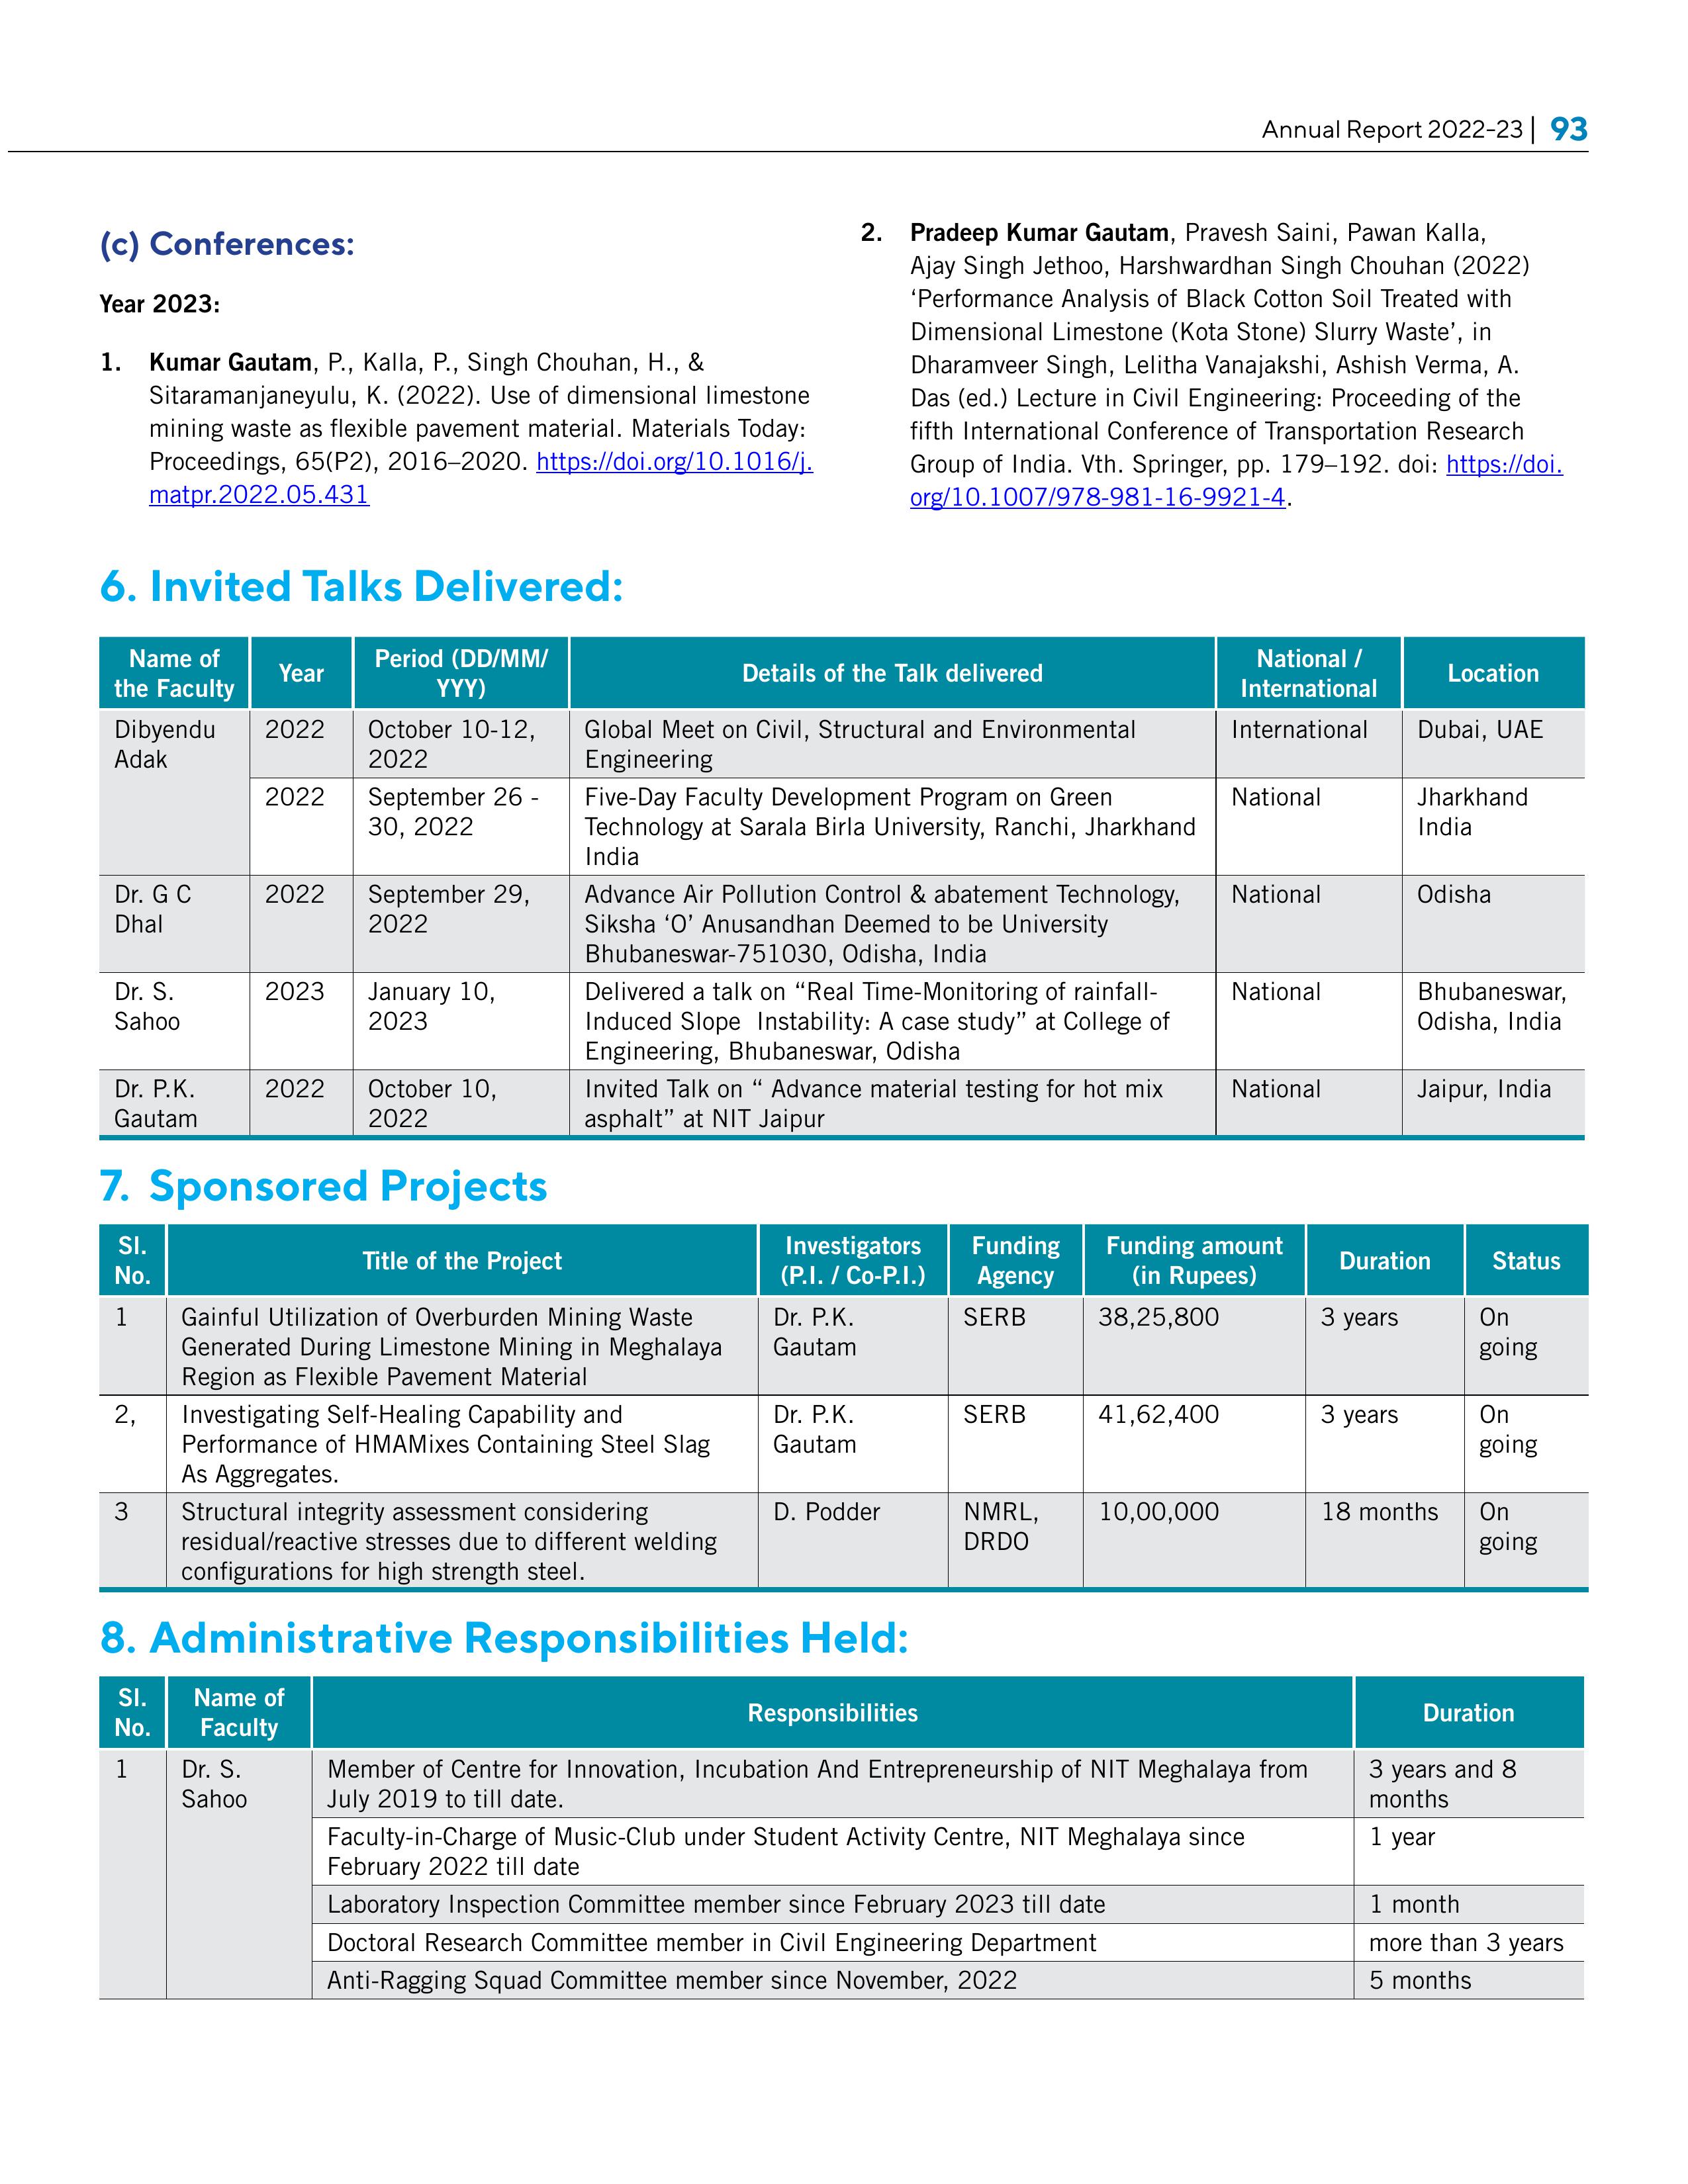 Annual Report 2022-23 | 93
(c) Conferences:
Year 2023:
1. Kumar Gautam, P., Kalla, P., Singh Chouhan, H., &
Sitaramanjaneyulu, K. (2022). Use of dimensional limestone
mining waste as flexible pavement material. Materials Today:
Proceedings, 65(P2), 2016–2020. https://doi.org/10.1016/j.
matpr.2022.05.431
2. Pradeep Kumar Gautam, Pravesh Saini, Pawan Kalla,
Ajay Singh Jethoo, Harshwardhan Singh Chouhan (2022)
‘Performance Analysis of Black Cotton Soil Treated with
Dimensional Limestone (Kota Stone) Slurry Waste’, in
Dharamveer Singh, Lelitha Vanajakshi, Ashish Verma, A.
Das (ed.) Lecture in Civil Engineering: Proceeding of the
fifth International Conference of Transportation Research
Group of India. Vth. Springer, pp. 179–192. doi: https://doi.
org/10.1007/978-981-16-9921-4.
6. Invited Talks Delivered:
Name of
the Faculty
Year
Period (DD/MM/
YYY)
Details of the Talk delivered
National /
International
Location
Dibyendu
Adak
2022
October 10-12,
2022
Global Meet on Civil, Structural and Environmental
Engineering
International
Dubai, UAE
2022
September 26 -
30, 2022
Five-Day Faculty Development Program on Green
Technology at Sarala Birla University, Ranchi, Jharkhand
India
National
Jharkhand
India
Dr. G C
Dhal
2022
September 29,
2022
Advance Air Pollution Control & abatement Technology,
Siksha ‘O’ Anusandhan Deemed to be University
Bhubaneswar-751030, Odisha, India
National
Odisha
Dr. S.
Sahoo
2023
January 10,
2023
Delivered a talk on “Real Time-Monitoring of rainfall-
Induced Slope  Instability: A case study” at College of
Engineering, Bhubaneswar, Odisha
National
Bhubaneswar,
Odisha, India
Dr. P.K.
Gautam
2022
October 10,
2022
Invited Talk on “ Advance material testing for hot mix
asphalt” at NIT Jaipur
National
Jaipur, India
7. Sponsored Projects
Sl.
No.
Title of the Project
Investigators
(P.I. / Co-P.I.)
Funding
Agency
Funding amount
(in Rupees)
Duration
Status
1
Gainful Utilization of Overburden Mining Waste
Generated During Limestone Mining in Meghalaya
Region as Flexible Pavement Material
Dr. P.K.
Gautam
SERB
38,25,800
3 years
On
going
2,
Investigating Self-Healing Capability and
Performance of HMAMixes Containing Steel Slag
As Aggregates.
Dr. P.K.
Gautam
SERB
41,62,400
3 years
On
going
3
Structural integrity assessment considering
residual/reactive stresses due to different welding
configurations for high strength steel.
D. Podder
NMRL,
DRDO
10,00,000
18 months
On
going
8. Administrative Responsibilities Held:
Sl.
No.
Name of
Faculty
Responsibilities
Duration
1
Dr. S.
Sahoo
Member of Centre for Innovation, Incubation And Entrepreneurship of NIT Meghalaya from
July 2019 to till date.
3 years and 8
months
Faculty-in-Charge of Music-Club under Student Activity Centre, NIT Meghalaya since
February 2022 till date
1 year
Laboratory Inspection Committee member since February 2023 till date
1 month
Doctoral Research Committee member in Civil Engineering Department
more than 3 years
Anti-Ragging Squad Committee member since November, 2022
5 months